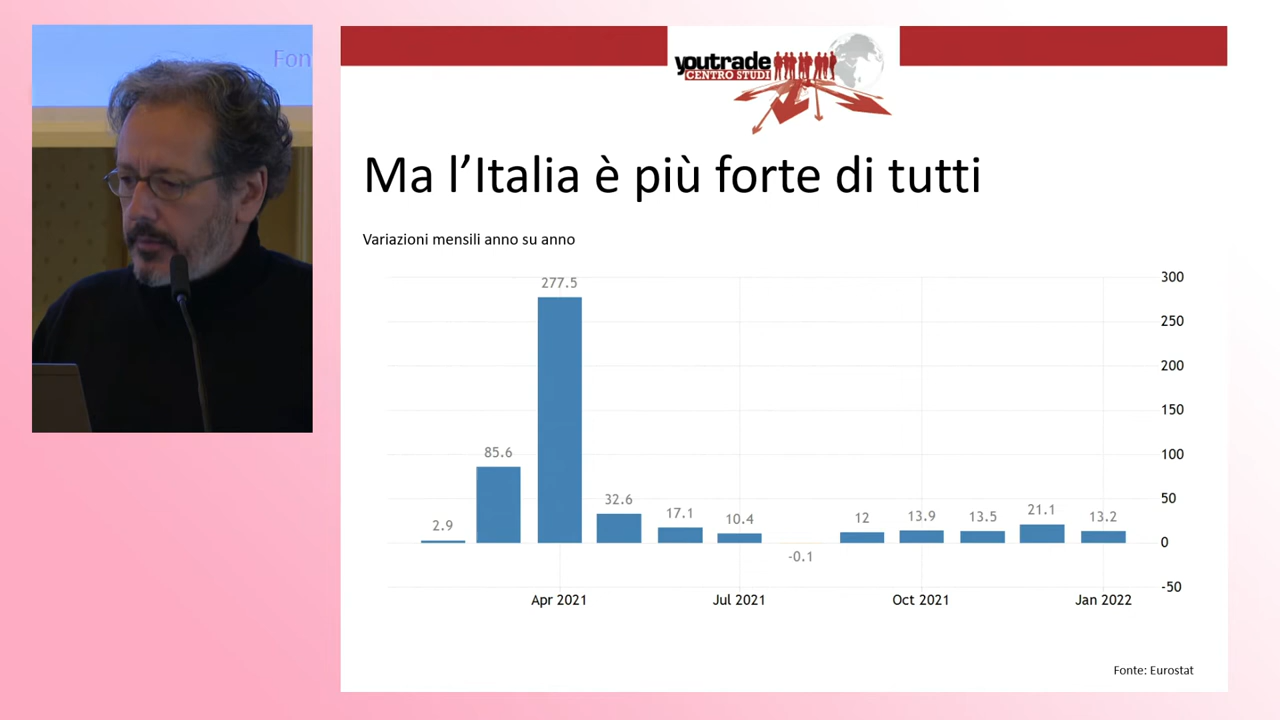 Fon
youtrade
CENTRO STUDI
Ma l’Italia è più forte di tutti
Variazioni mensili anno su anno
277.5
85.6
2.9
32.6
17.1
10.4
-0.1
12
13.9
13.5
21.1
13.2
300
250
200
150
100
50
0
-50
Apr 2021
Jul 2021
Oct 2021
Jan 2022
Fonte: Eurostat